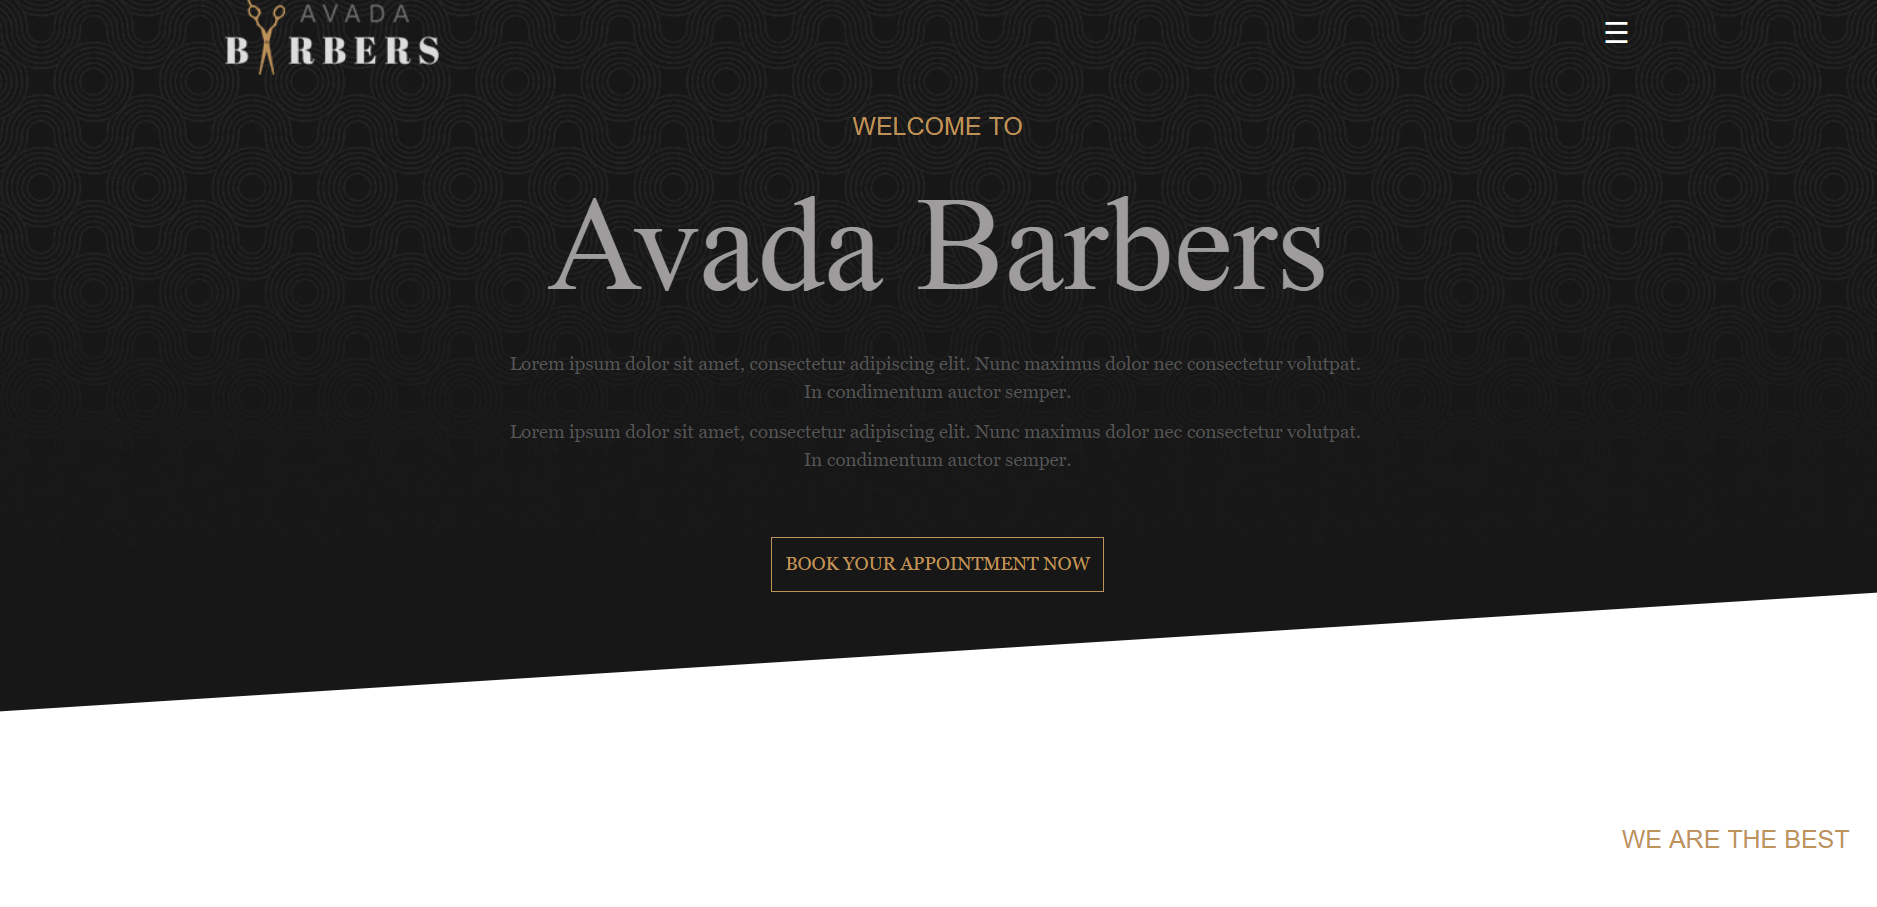 AVADA
BARBERS
☰
WELCOME TO
Avada Barbers
Lorem ipsum dolor sit amet, consectetur adipiscing elit. Nunc maximus dolor nec consectetur volutpat.
In condimentum auctor semper.
Lorem ipsum dolor sit amet, consectetur adipiscing elit. Nunc maximus dolor nec consectetur volutpat.
In condimentum auctor semper.
BOOK YOUR APPOINTMENT NOW
WE ARE THE BEST